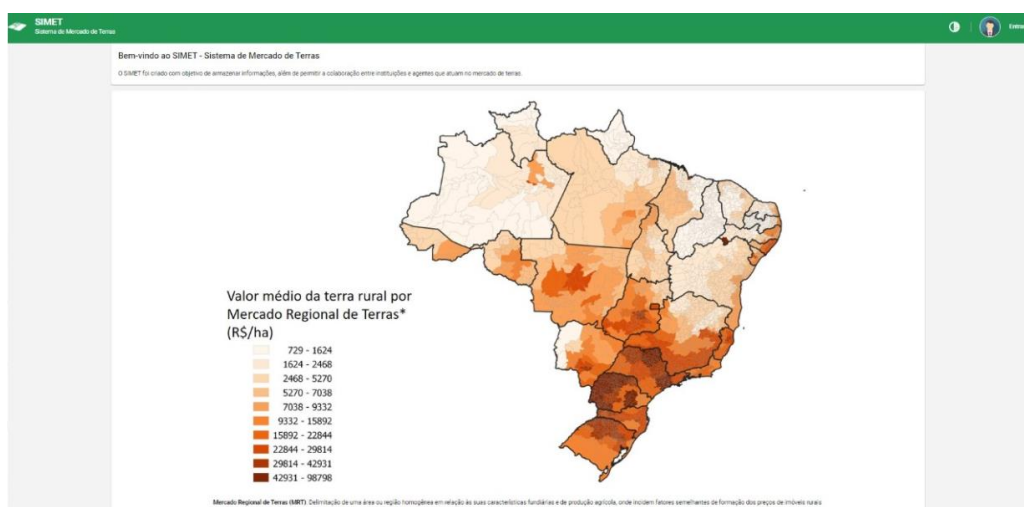 SIMET
Sistema de Mercado de Terras
Entrar
Bem-vindo ao SIMET - Sistema de Mercado de Terras
O SIMET foi criado com objetivo de armazenar informações, além de permitir a colaboração entre instituições e agentes que atuam no mercado de terras.
Valor médio da terra rural por
Mercado Regional de Terras*
(R$/ha)
729 - 1624
1624 - 2468
2468 - 5270
5270 - 7038
7038 - 9332
9332 - 15892
15892 - 22844
22844 - 29814
29814 - 42931
42931 - 98798
Mercado Regional de Terras (MRT): Delimitação de uma área ou região homogênea em relação às suas características fundiárias e de produção agrícola, onde incidem fatores semelhantes de formação dos preços de imóveis rurais